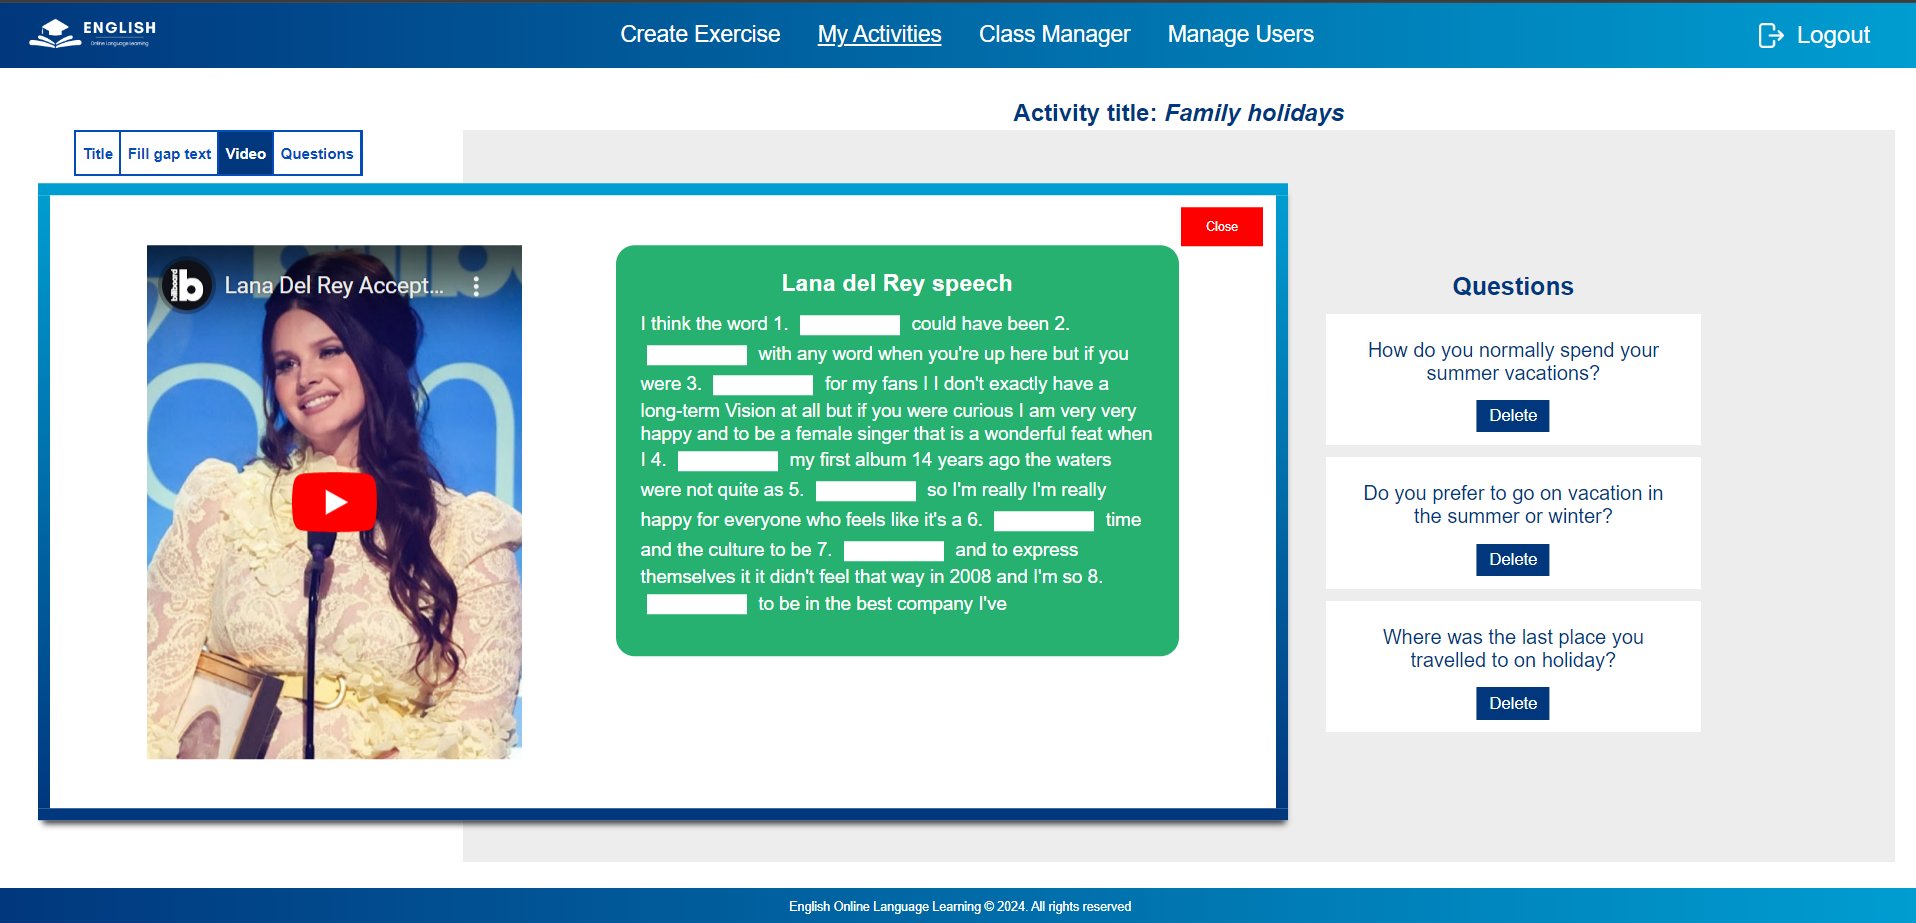 ENGLISH
Online Language Learning
Create Exercise
My Activities
Class Manager
Manage Users
Logout
Activity title: Family holidays
Title
Fill gap text
Video
Questions
Close
billboard
b
Lana Del Rey Accept...
Lana del Rey speech
I think the word 1. could have been 2.
with any word when you're up here but if you
were 3. for my fans I I don't exactly have a
long-term Vision at all but if you were curious I am very very
happy and to be a female singer that is a wonderful feat when
I 4. my first album 14 years ago the waters
were not quite as 5. so I'm really I'm really
happy for everyone who feels like it's a 6. time
and the culture to be 7. and to express
themselves it it didn't feel that way in 2008 and I'm so 8.
to be in the best company I've
Questions
How do you normally spend your
summer vacations?
Delete
Do you prefer to go on vacation in
the summer or winter?
Delete
Where was the last place you
travelled to on holiday?
Delete
English Online Language Learning © 2024. All rights reserved